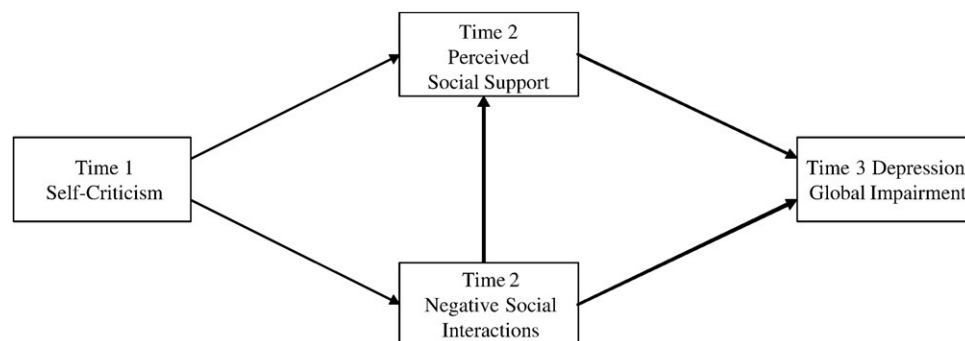 Time 2
Perceived
Social Support
Time 1
Self-Criticism
Time 3 Depression
Global Impairment
Time 2
Negative Social
Interactions